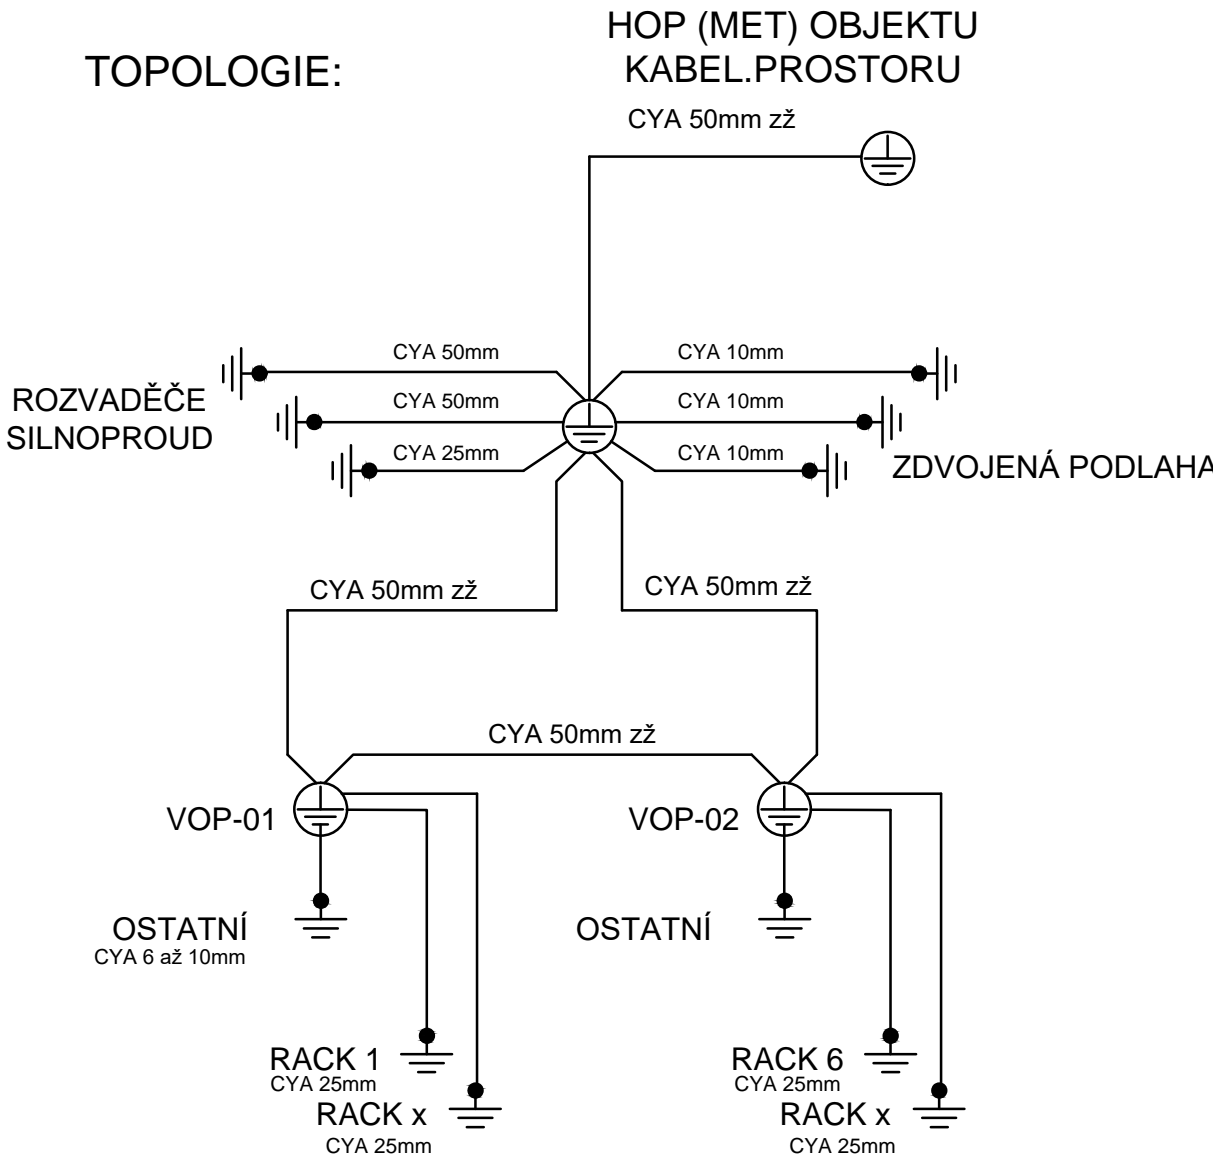 HOP (MET) OBJEKTU
KABEL.PROSTORU
TOPOLOGIE:
CYA 50mm zž
CYA 50mm
CYA 10mm
ROZVADĚČE
SILNOPROUD
CYA 50mm
CYA 10mm
CYA 25mm
CYA 10mm
ZDVOJENÁ PODLAHA
CYA 50mm zž
CYA 50mm zž
CYA 50mm zž
VOP-01
VOP-02
OSTATNÍ
CYA 6 až 10mm
OSTATNÍ
RACK 1
CYA 25mm
RACK x
CYA 25mm
RACK 6
CYA 25mm
RACK x
CYA 25mm